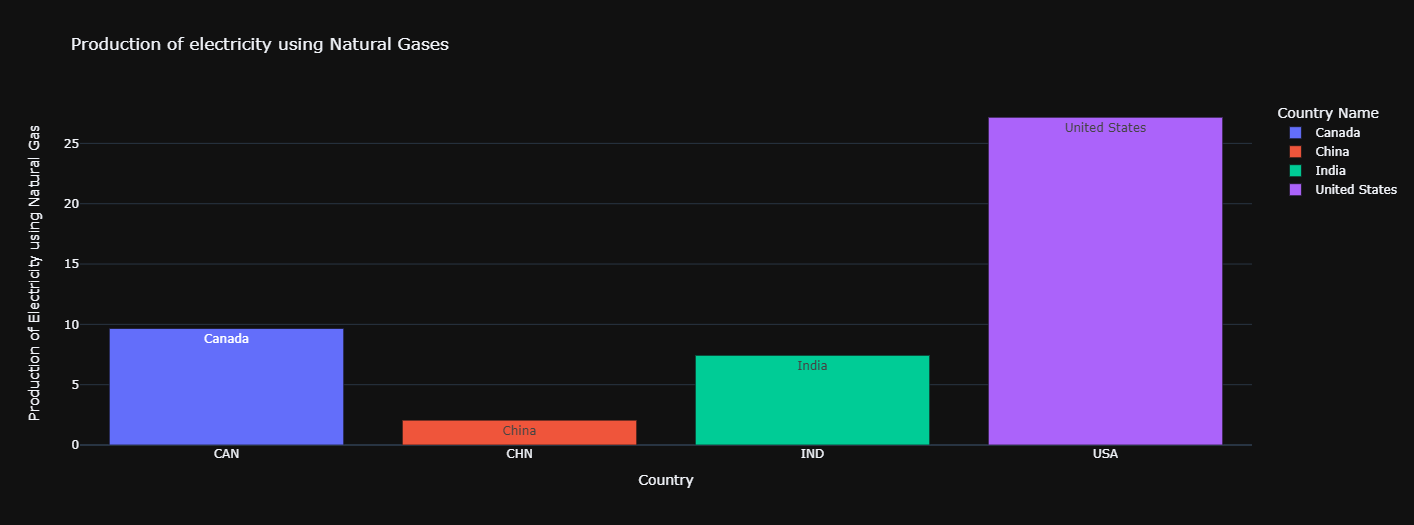 Production of electricity using Natural Gases
Production of Electricity using Natural Gas
25
20
15
10
5
0
Canada
China
India
United States
CAN
CHN
IND
USA
Country
Country Name
Canada
China
India
United States